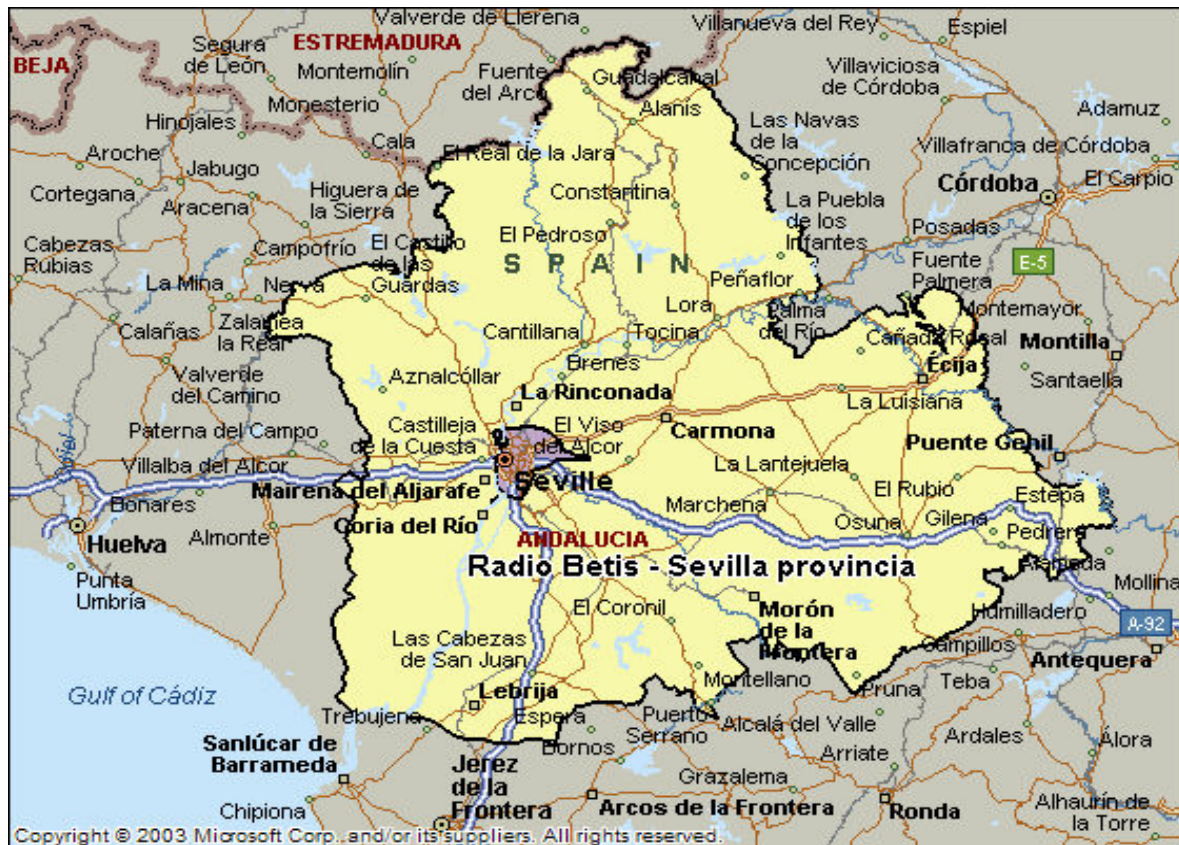 Valverde de Llerena
Villanueva del Rey
Espiel
Segura
de León
ESTREMADURA
BEJA
Montemolín
Fuente
del Arco
Guadalcanal
Villaviciosa
de Córdoba
Monesterio
Alanís
Adamuz
Hinojales
Las Navas
de la
Concepción
Cala
Villafranca de Córdoba
Aroche
El Real de la Jara
Jabugo
Córdoba
El Carpio
Cortegana
Higuera de
la Sierra
Constantina
Aracena
La Puebla
de los
Infantes
Posadas
Cabezas
Rubias
Campofrío
El Castillo
de las
Guardas
El Pedroso
SPAIN
Fuente
Palmera
E-5
La Mina
Nerva
Peñaflor
Lora
Palma
del Río
Montemayor
Calañas
Zalamea
la Real
Cantillana
Tocina
Cañada Rosal
Montilla
Brenes
Écija
Valverde
del Camino
Aznalcóllar
Santaella
La Rinconada
La Luisiana
Castilleja
de la Cuesta
El Viso
del Alcor
Carmona
Paterna del Campo
Puente Genil
Villalba del Alcor
La Lantejuela
Seville
Mairena del Aljarafe
El Rubio
Bonares
Marchena
Estepa
Coria del Río
Osuna
Gilena
Almonte
Pedrera
Huelva
ANDALUCIA
Radio Betis - Sevilla provincia
Alameda
Punta
Umbría
Mollina
El Coronil
Morón
de la
Frontera
Humilladero
A-92
Las Cabezas
de San Juan
Campillos
Antequera
Gulf of Cádiz
Lebrija
Montellano
Pruna
Teba
Trebujena
Espera
Puerto
Serrano
Alcalá del Valle
Ardales
Sanlúcar de
Barrameda
Bornos
Arriate
Álora
Jerez
de la
Frontera
Grazalema
Chipiona
Arcos de la Frontera
Ronda
Alhaurín de
la Torre
Copyright © 2003 Microsoft Corp. and/or its suppliers. All rights reserved.